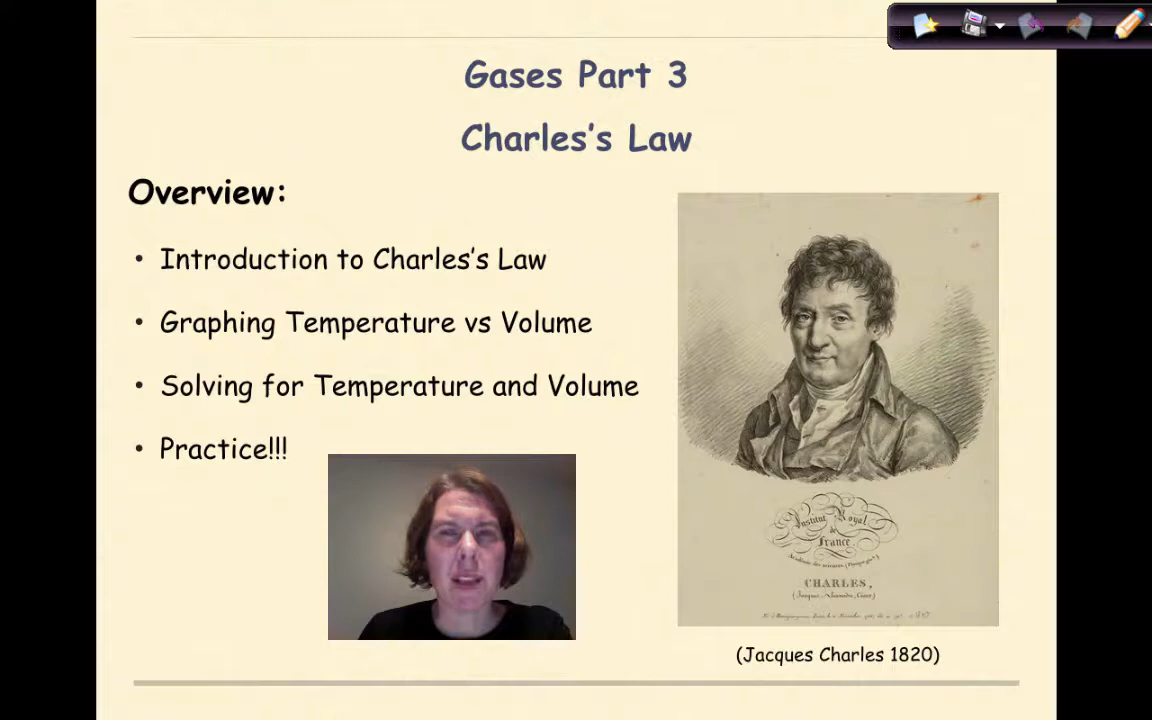 Gases Part 3
Charles's Law
Overview:
• Introduction to Charles's Law
• Graphing Temperature vs Volume
• Solving for Temperature and Volume
• Practice!!!
Institut Royal
de
France
CHARLES,
(Jacques Charles 1820)